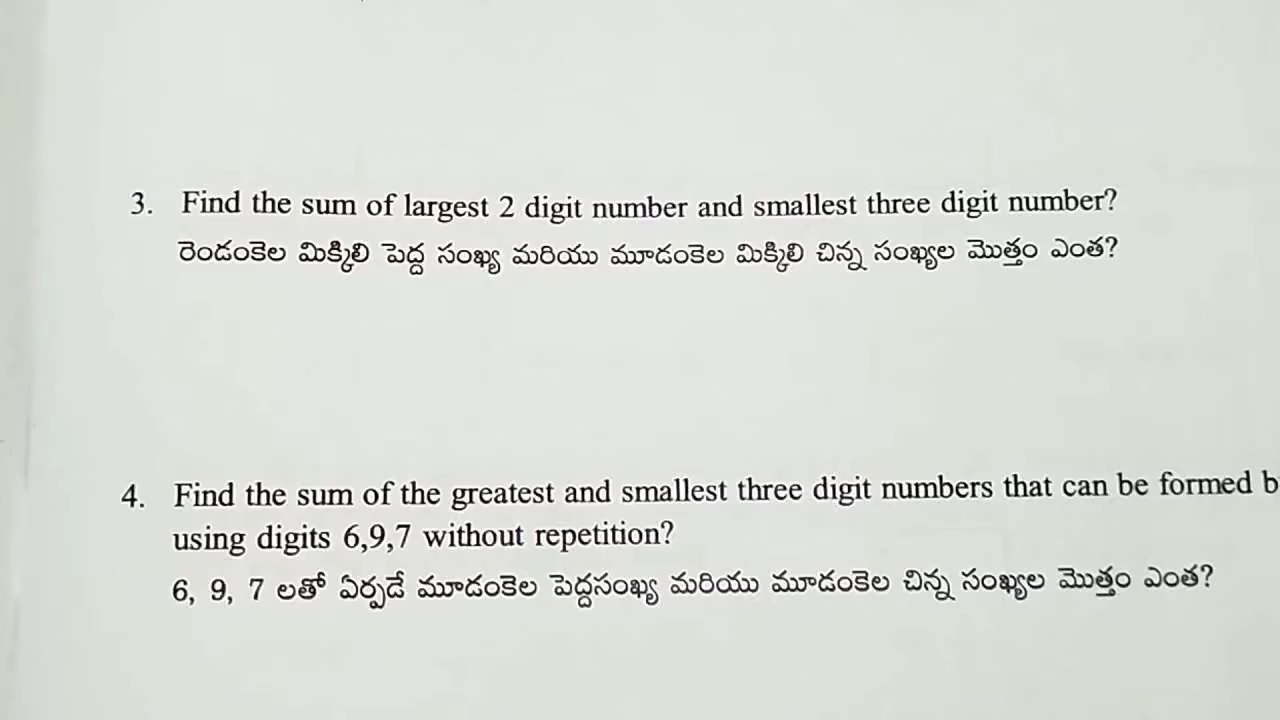 3. Find the sum of largest 2 digit number and smallest three digit number?
రెండంకెల మిక్కిలి పెద్ద సంఖ్య మరియు మూడంకెల మిక్కిలి చిన్న సంఖ్యల మొత్తం ఎంత?
4. Find the sum of the greatest and smallest three digit numbers that can be formed b
using digits 6,9,7 without repetition?
6, 9, 7 లతో ఏర్పడే మూడంకెల పెద్దసంఖ్య మరియు మూడంకెల చిన్న సంఖ్యల మొత్తం ఎంత?